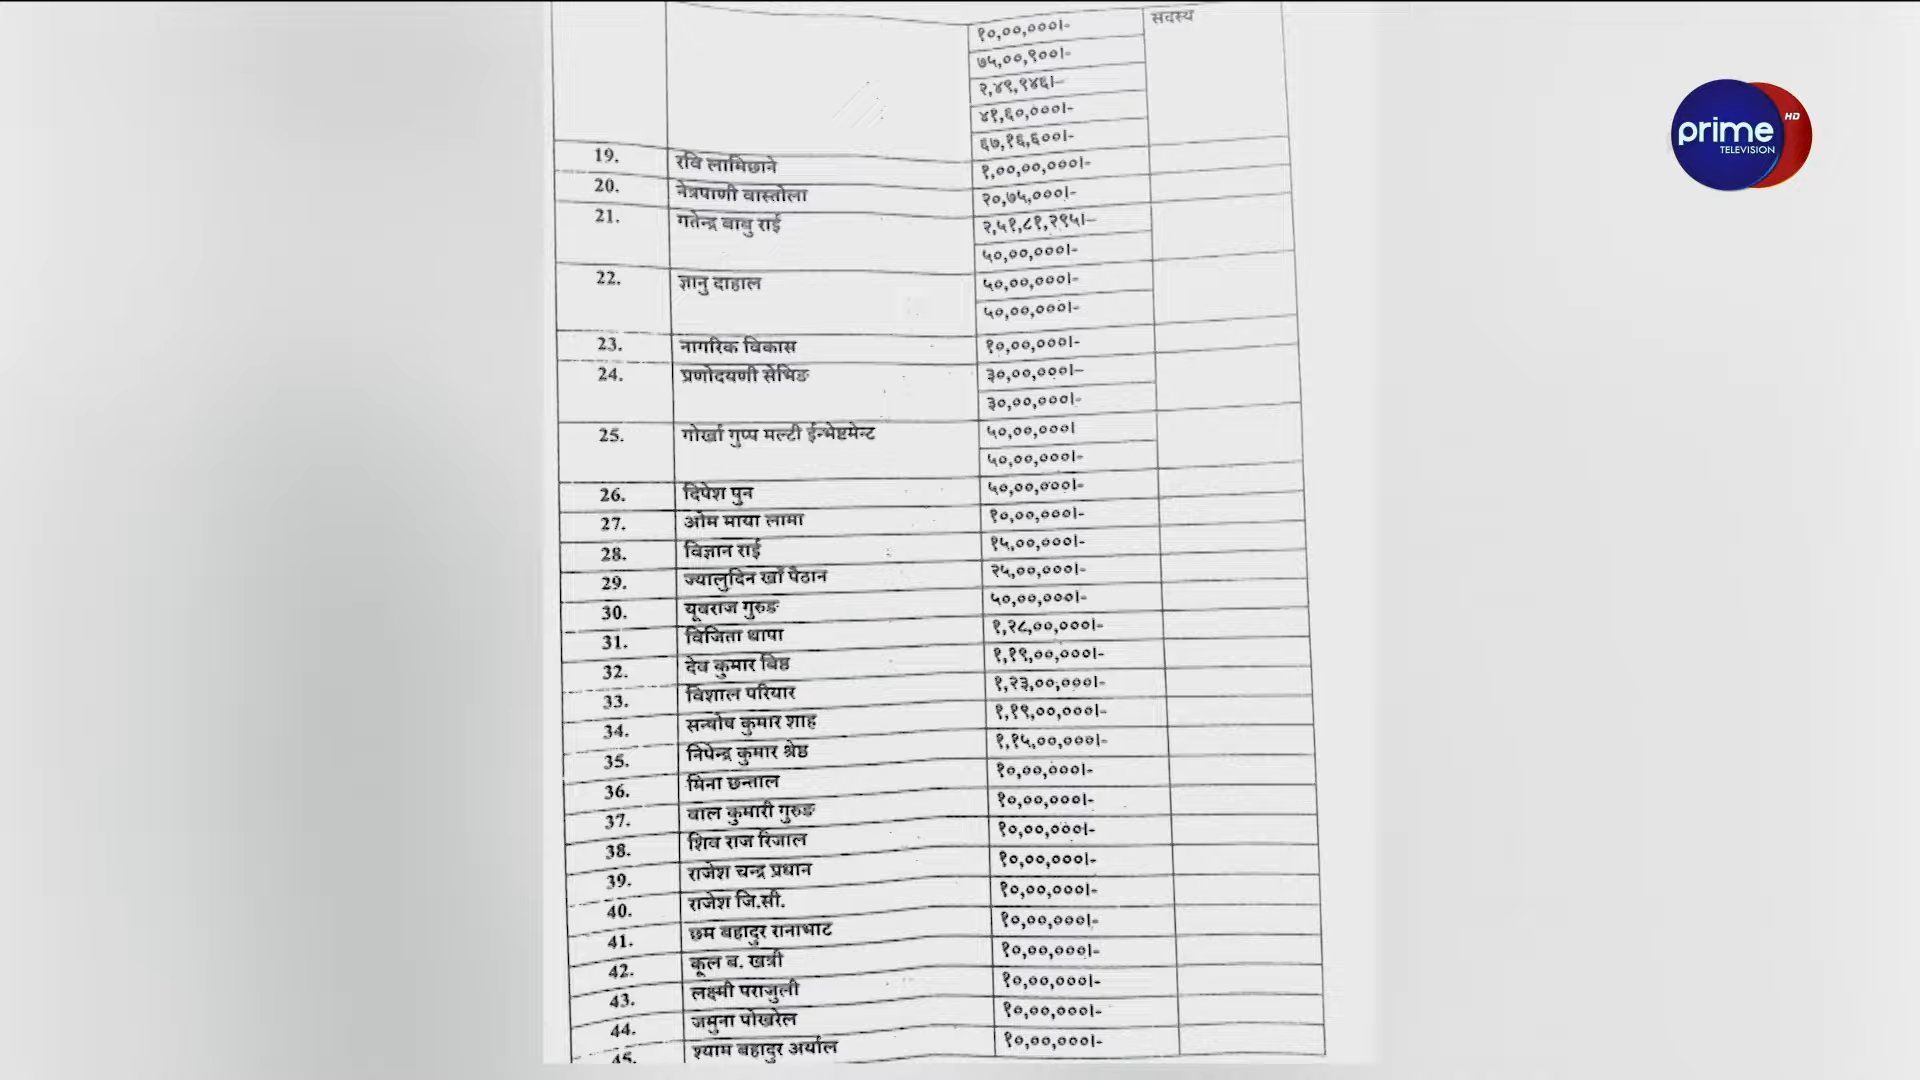 १०,००,०००।- सदस्य
७५,००,९००।-
२,४९,९४६।-
४१,६०,०००।-
६७,१६,६००।-
19. रवि लामिछाने १,००,००,०००।-
20. नेत्रपाणी वास्तोला २०,७५,०००।-
21. गतेन्द्र बाबु राई २,५१,८१,२९५।-
५०,००,०००।-
22. ज्ञानु दाहाल ५०,००,०००।-
५०,००,०००।-
23. नागरिक विकास १०,००,०००।-
24. प्रणोदयणी सेभिङ ३०,००,०००।-
३०,००,०००।-
25. गोर्खा गुप्प मल्टी ईन्भेष्टमेन्ट ५०,००,०००।
५०,००,०००।-
26. दिपेश पुन ५०,००,०००।-
27. ओम माया लामा १०,००,०००।-
28. विज्ञान राई १५,००,०००।-
29. ज्यालुदिन खाँ पैठान २५,००,०००।-
30. यूवराज गुरुङ ५०,००,०००।-
31. विजिता थापा १,२८,००,०००।-
32. देव कुमार बिष्ठ १,१९,००,०००।-
33. विशाल परियार १,२३,००,०००।-
34. सन्थोष कुमार शाह १,१९,००,०००।-
35. निपेन्द्र कुमार श्रेष्ठ १,१५,००,०००।-
36. मिना छन्ताल १०,००,०००।-
37. बाल कुमारी गुरुङ १०,००,०००।-
38. शिव राज रिजाल १०,००,०००।-
39. राजेश चन्द्र प्रधान १०,००,०००।-
40. राजेश जि.सी. १०,००,०००।-
41. छम बहादुर रानाभाट १०,००,०००।-
42. कूल ब. खत्री १०,००,०००।-
43. लक्ष्मी पराजुली १०,००,०००।-
44. जमुना पोखरेल १०,००,०००।-
45. श्याम बहादुर अर्याल १०,००,०००।-
prime
TELEVISION
HD